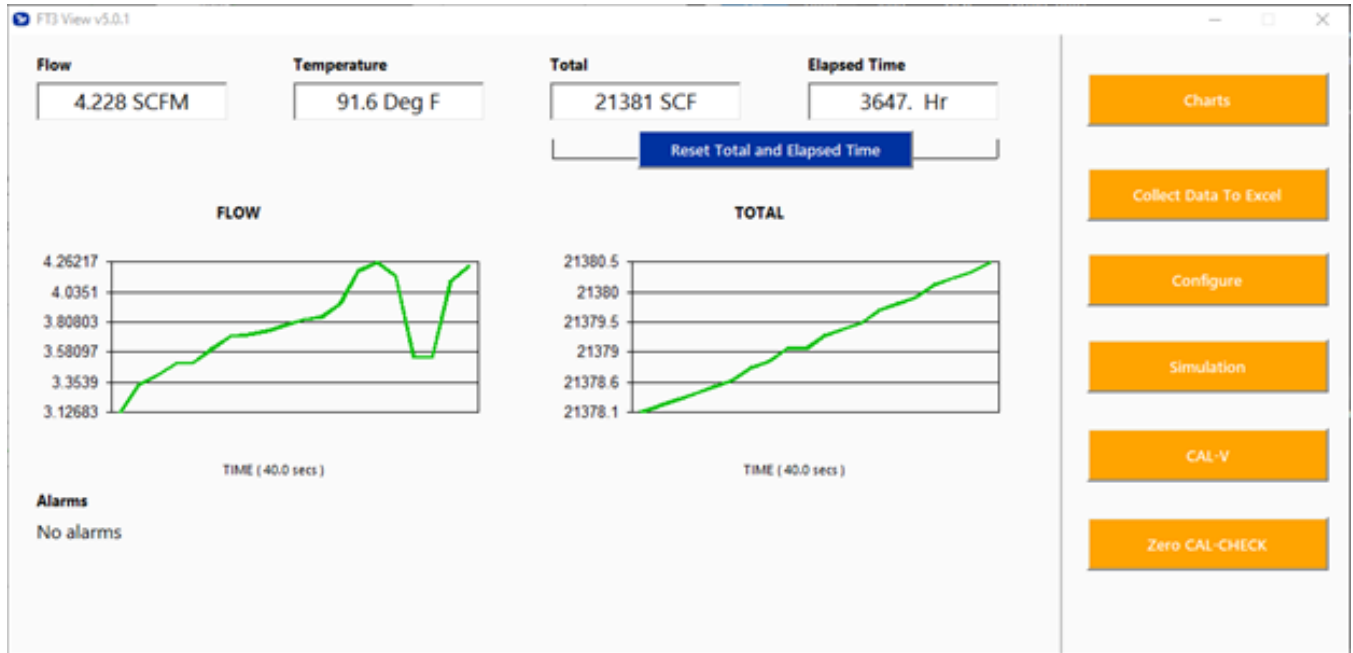 FT3 View v5.0.1
Flow Temperature Total Elapsed Time
4.228 SCFM 91.6 Deg F 21381 SCF 3647. Hr
Reset Total and Elapsed Time
FLOW
4.26217
4.0351
3.80803
3.58097
3.3539
3.12683
TIME ( 40.0 secs )
TOTAL
21380.5
21380
21379.5
21379
21378.6
21378.1
TIME ( 40.0 secs )
Alarms
No alarms
Charts
Collect Data To Excel
Configure
Simulation
CAL-V
Zero CAL-CHECK